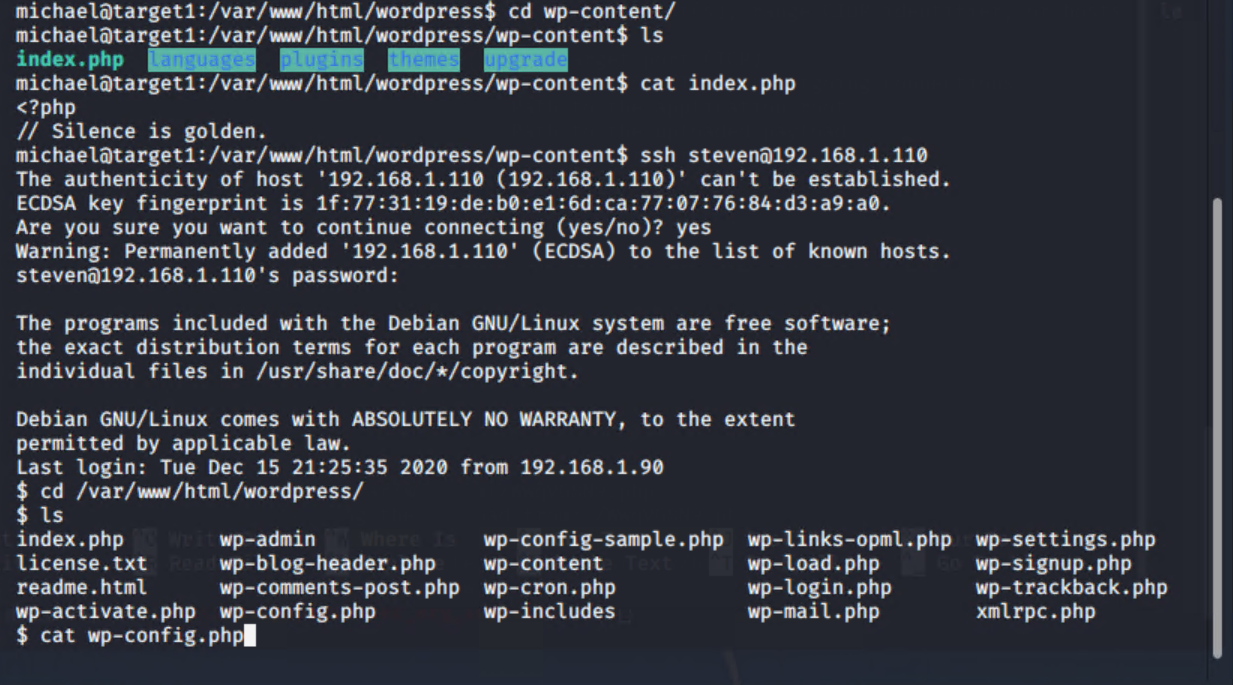 michael@target1:/var/www/html/wordpress$ cd wp-content/
michael@target1:/var/www/html/wordpress/wp-content$ ls
index.php  languages  plugins  themes  upgrade
michael@target1:/var/www/html/wordpress/wp-content$ cat index.php
<?php
// Silence is golden.
michael@target1:/var/www/html/wordpress/wp-content$ ssh steven@192.168.1.110
The authenticity of host '192.168.1.110 (192.168.1.110)' can't be established.
ECDSA key fingerprint is 1f:77:31:19:de:b0:e1:6d:ca:77:07:76:84:d3:a9:a0.
Are you sure you want to continue connecting (yes/no)? yes
Warning: Permanently added '192.168.1.110' (ECDSA) to the list of known hosts.
steven@192.168.1.110's password:

The programs included with the Debian GNU/Linux system are free software;
the exact distribution terms for each program are described in the
individual files in /usr/share/doc/*/copyright.

Debian GNU/Linux comes with ABSOLUTELY NO WARRANTY, to the extent
permitted by applicable law.
Last login: Tue Dec 15 21:25:35 2020 from 192.168.1.90
$ cd /var/www/html/wordpress/
$ ls
index.php        wp-admin              wp-config-sample.php  wp-links-opml.php  wp-settings.php
license.txt      wp-blog-header.php    wp-content            wp-load.php        wp-signup.php
readme.html      wp-comments-post.php  wp-cron.php           wp-login.php       wp-trackback.php
wp-activate.php  wp-config.php         wp-includes           wp-mail.php        xmlrpc.php
$ cat wp-config.php